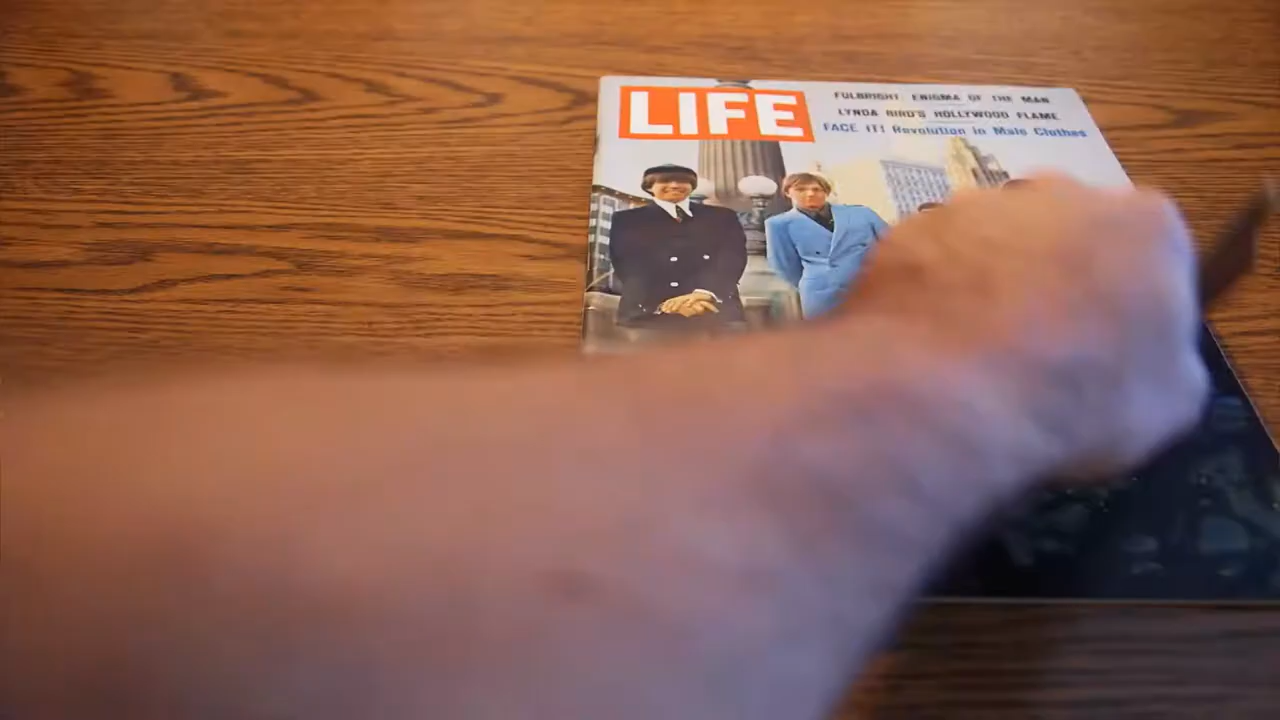 LIFE
FULBRIGHT: ENIGMA OF THE MAN
LYNDA BIRD'S HOLLYWOOD FLAME
FACE IT! Revolution in Male Clothes